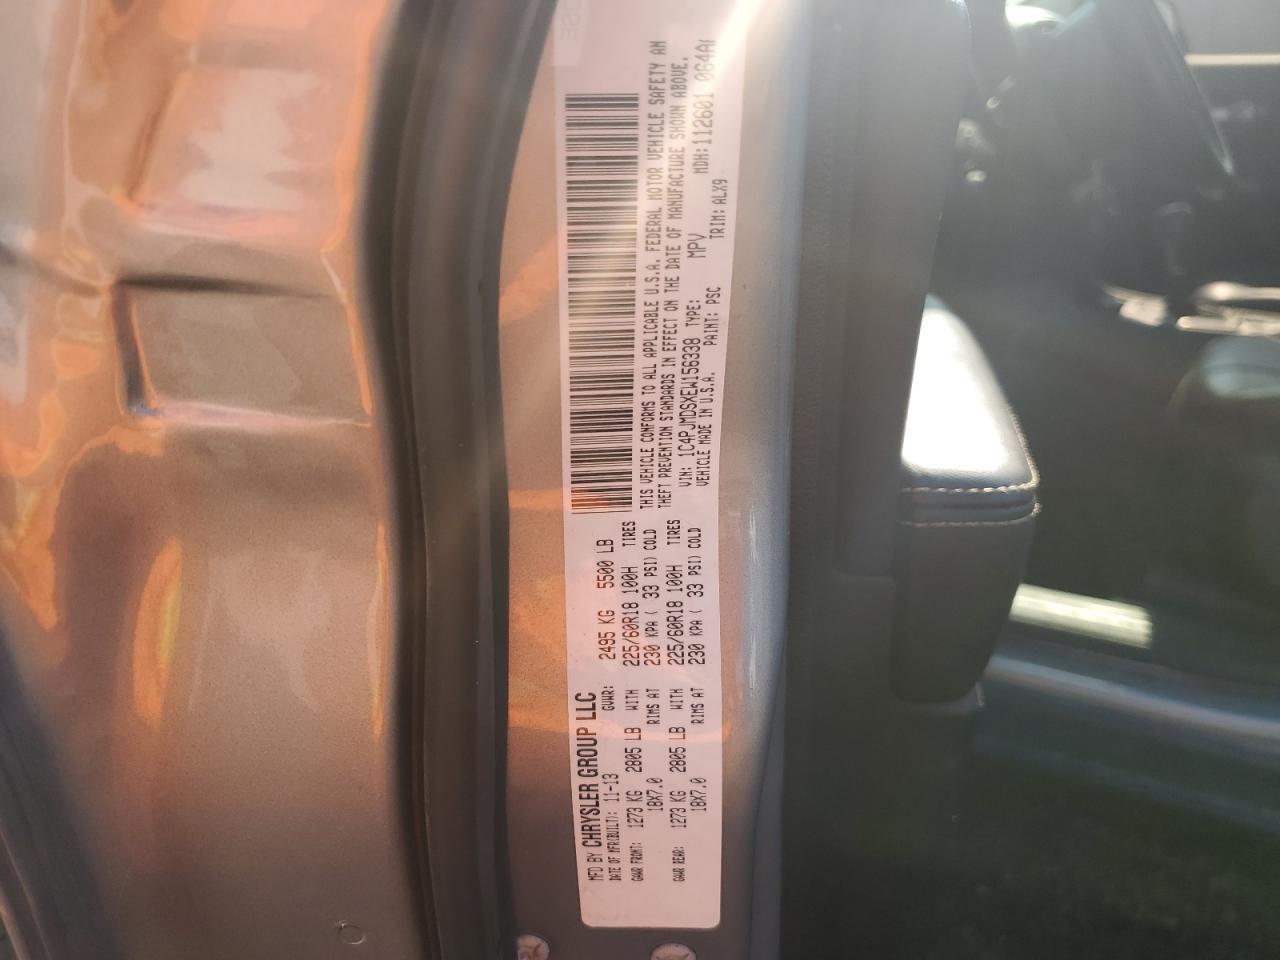 MFD BY CHRYSLER GROUP LLC
DATE OF MFR(BUILT): 11-13 GVWR: 2495 KG 5500 LB
GAWR FRONT: 1273 KG 2805 LB WITH 225/60R18 100H TIRES
18X7.0 RIMS AT 230 KPA ( 33 PSI) COLD
GAWR REAR: 1273 KG 2805 LB WITH 225/60R18 100H TIRES
18X7.0 RIMS AT 230 KPA ( 33 PSI) COLD
THIS VEHICLE CONFORMS TO ALL APPLICABLE U.S.A. FEDERAL MOTOR VEHICLE SAFETY AN
THEFT PREVENTION STANDARDS IN EFFECT ON THE DATE OF MANUFACTURE SHOWN ABOVE.
VIN: 1C4PJMDSXEW156338 TYPE: MPV MDH:112601 064A
VEHICLE MADE IN U.S.A. PAINT: PSC TRIM: ALX9